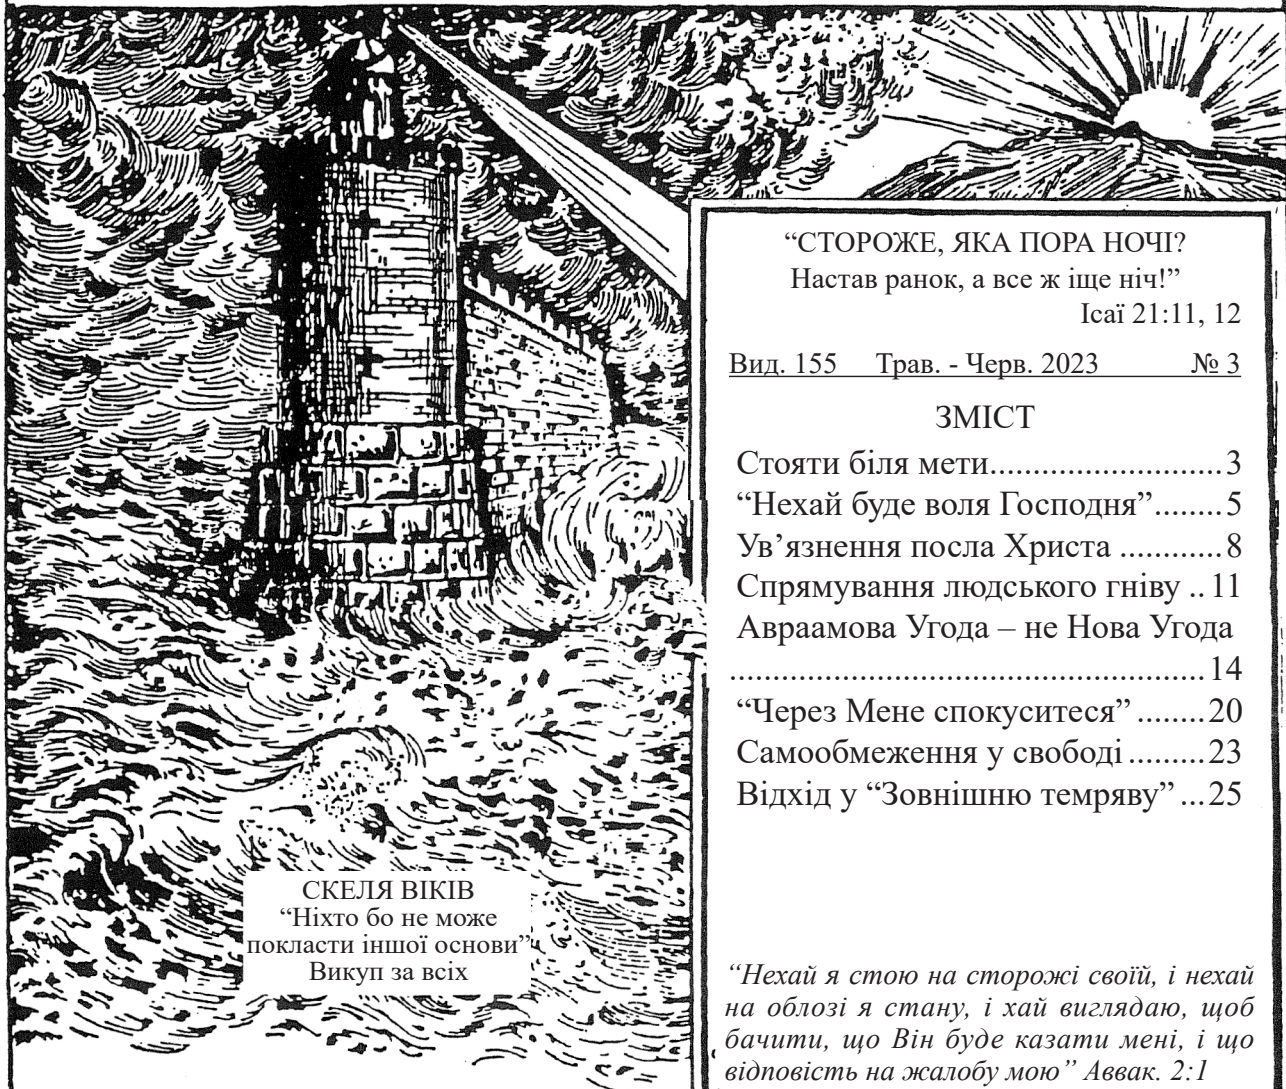 “СТОРОЖЕ, ЯКА ПОРА НОЧІ?
Настав ранок, а все ж іще ніч!”
Ісаї 21:11, 12
Вид. 155 Трав. - Черв. 2023 № 3
ЗМІСТ
Стояти біля мети............................3
“Нехай буде воля Господня”........5
Ув’язнення посла Христа ............8
Спрямування людського гніву ..11
Авраамова Угода – не Нова Угода
.........................................................14
“Через Мене спокуситеся”........20
Самообмеження у свободі.........23
Відхід у “Зовнішню темряву”...25
“Нехай я стою на сторожі своїй, і нехай
на облозі я стану, і хай виглядаю, щоб
бачити, що Він буде казати мені, і що
відповість на жалобу мою” Аввак. 2:1
СКЕЛЯ ВІКІВ
“Ніхто бо не може
покласти іншої основи”
Викуп за всіх